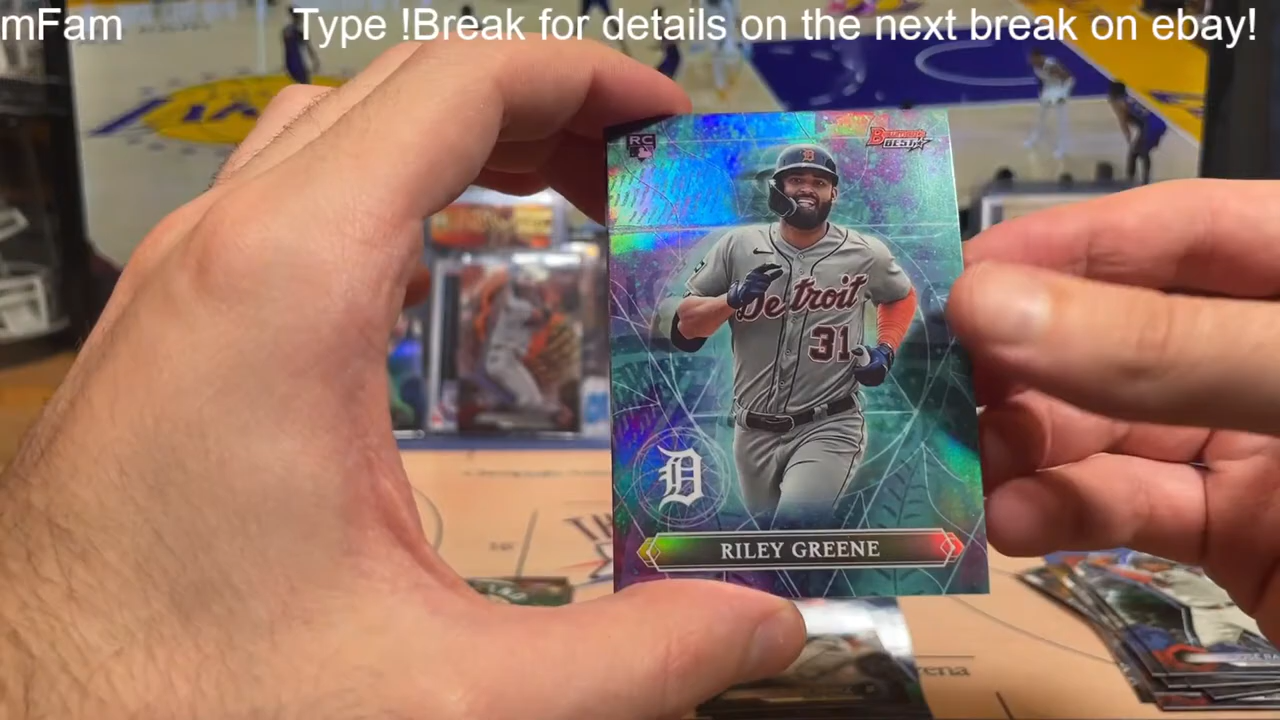 mFam Type !Break for details on the next break on ebay!
RC
Bowman's
BEST
Detroit
31
D
RILEY GREENE